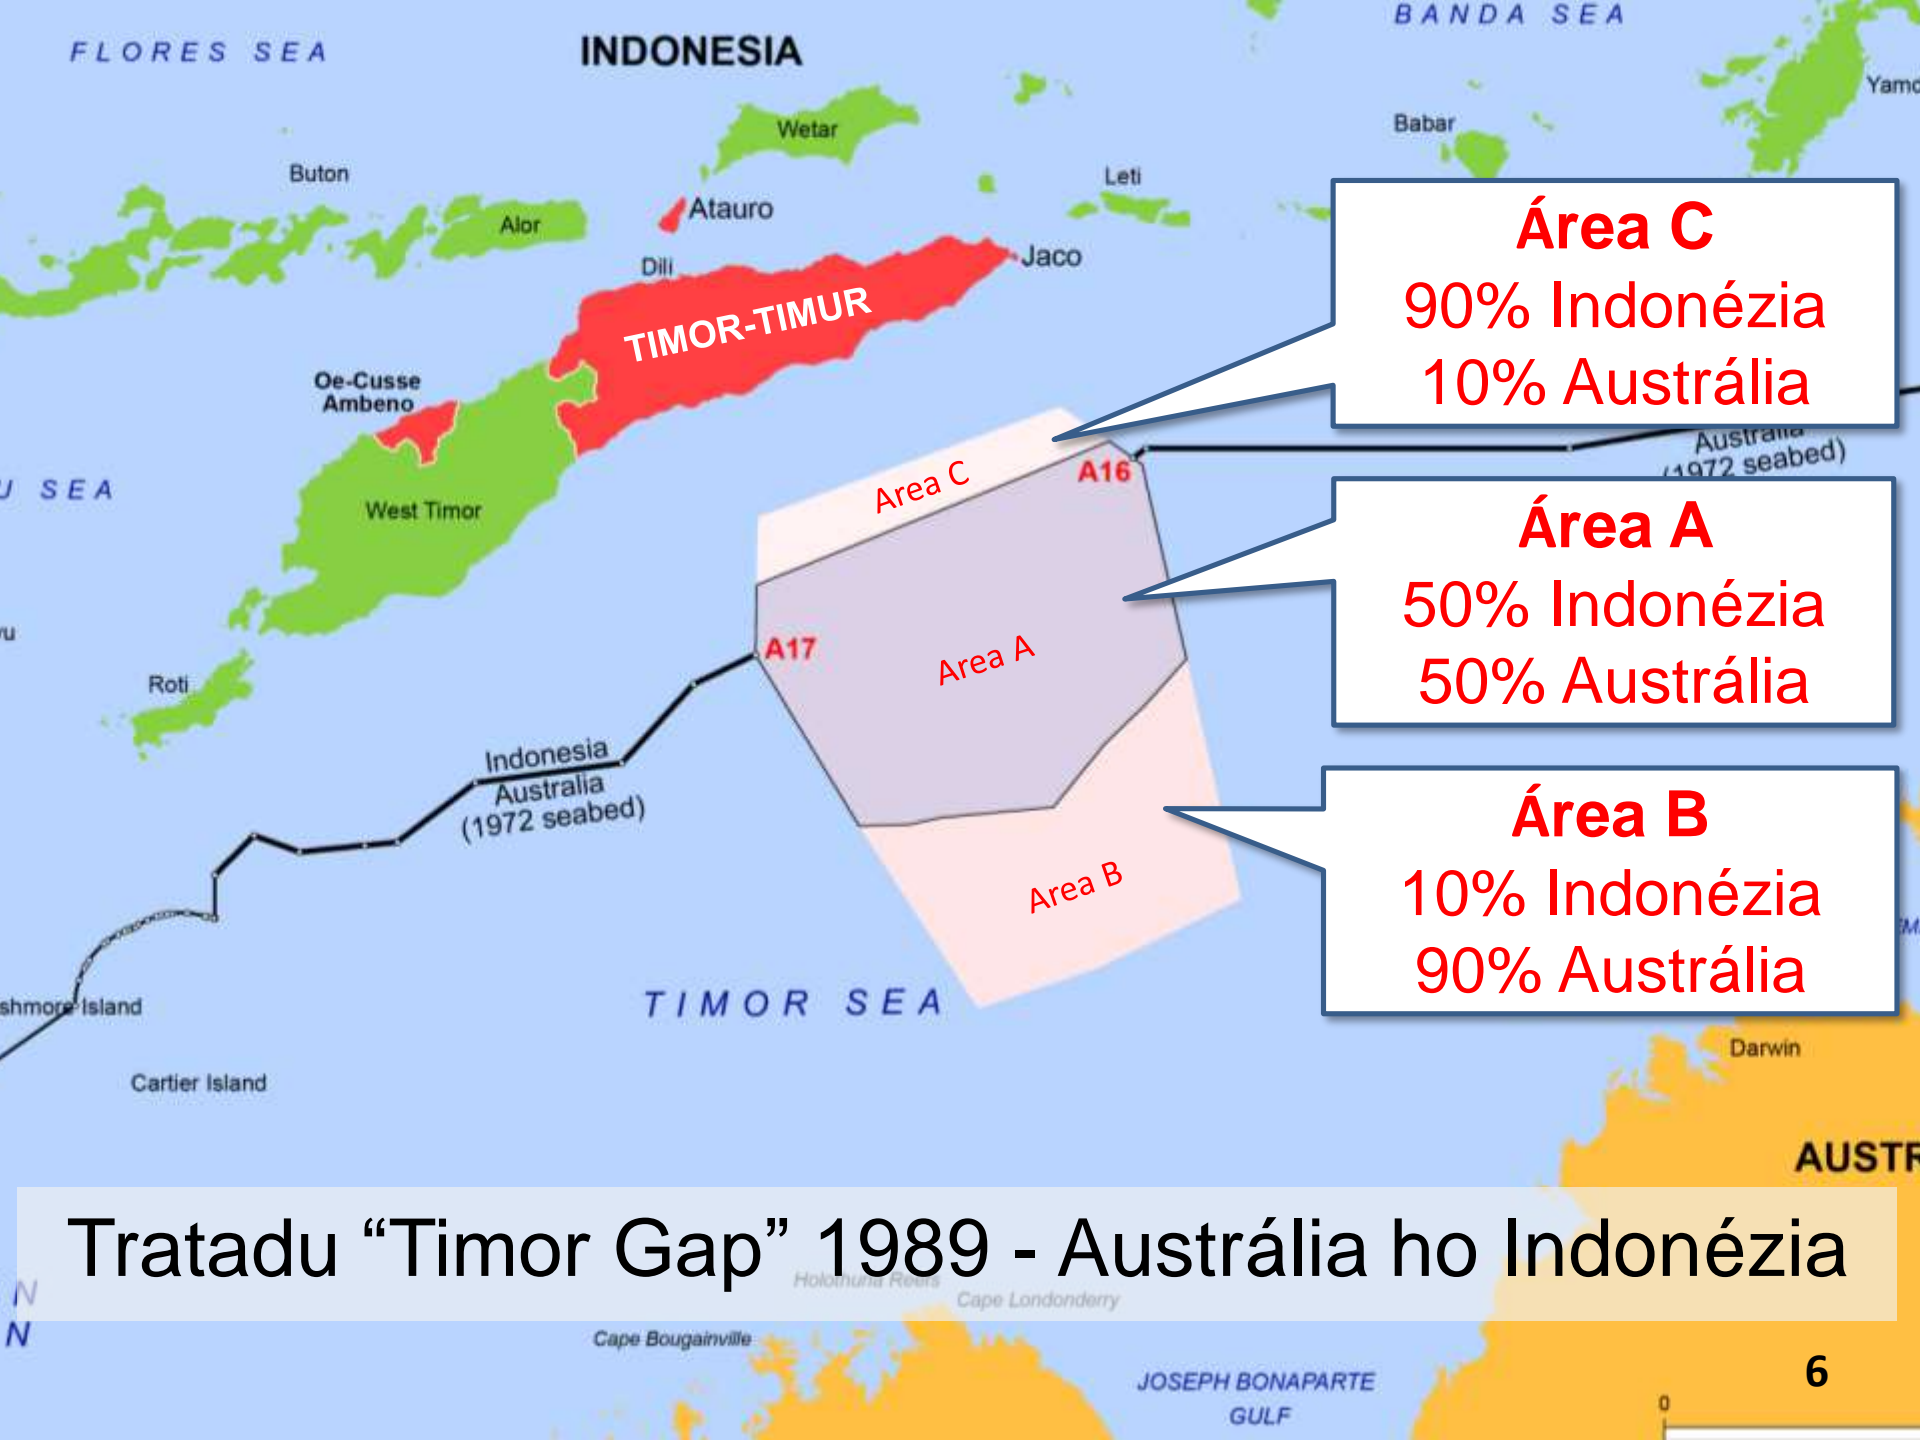 BANDA SEA
FLORES SEA
INDONESIA
Wetar
Babar
Buton
Leti
Alor
Atauro
Dili
Jaco
TIMOR-TIMUR
Área C
90% Indonézia
10% Austrália
Oe-Cusse
Ambeno
Australia
(1972 seabed)
A16
Area C
SEA
West Timor
Área A
50% Indonézia
50% Austrália
A17
Area A
Roti
Indonesia
Australia
(1972 seabed)
Área B
10% Indonézia
90% Austrália
Area B
TIMOR SEA
Island
Cartier Island
Darwin
AUSTR
Tratadu “Timor Gap” 1989 - Austrália ho Indonézia
Cape Londonderry
N
N
Cape Bougainville
JOSEPH BONAPARTE
GULF
6
0